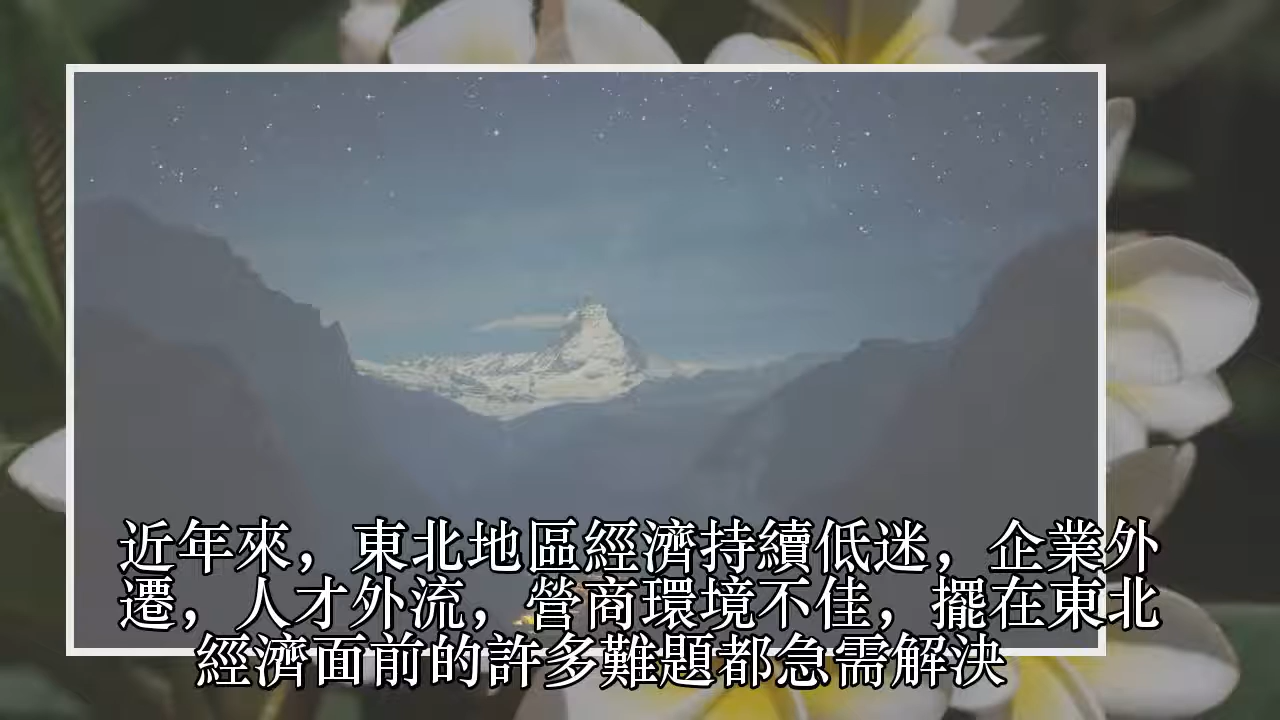 近年來，東北地區經濟持續低迷，企業外
遷，人才外流，營商環境不佳，擺在東北
經濟面前的許多難題都急需解決